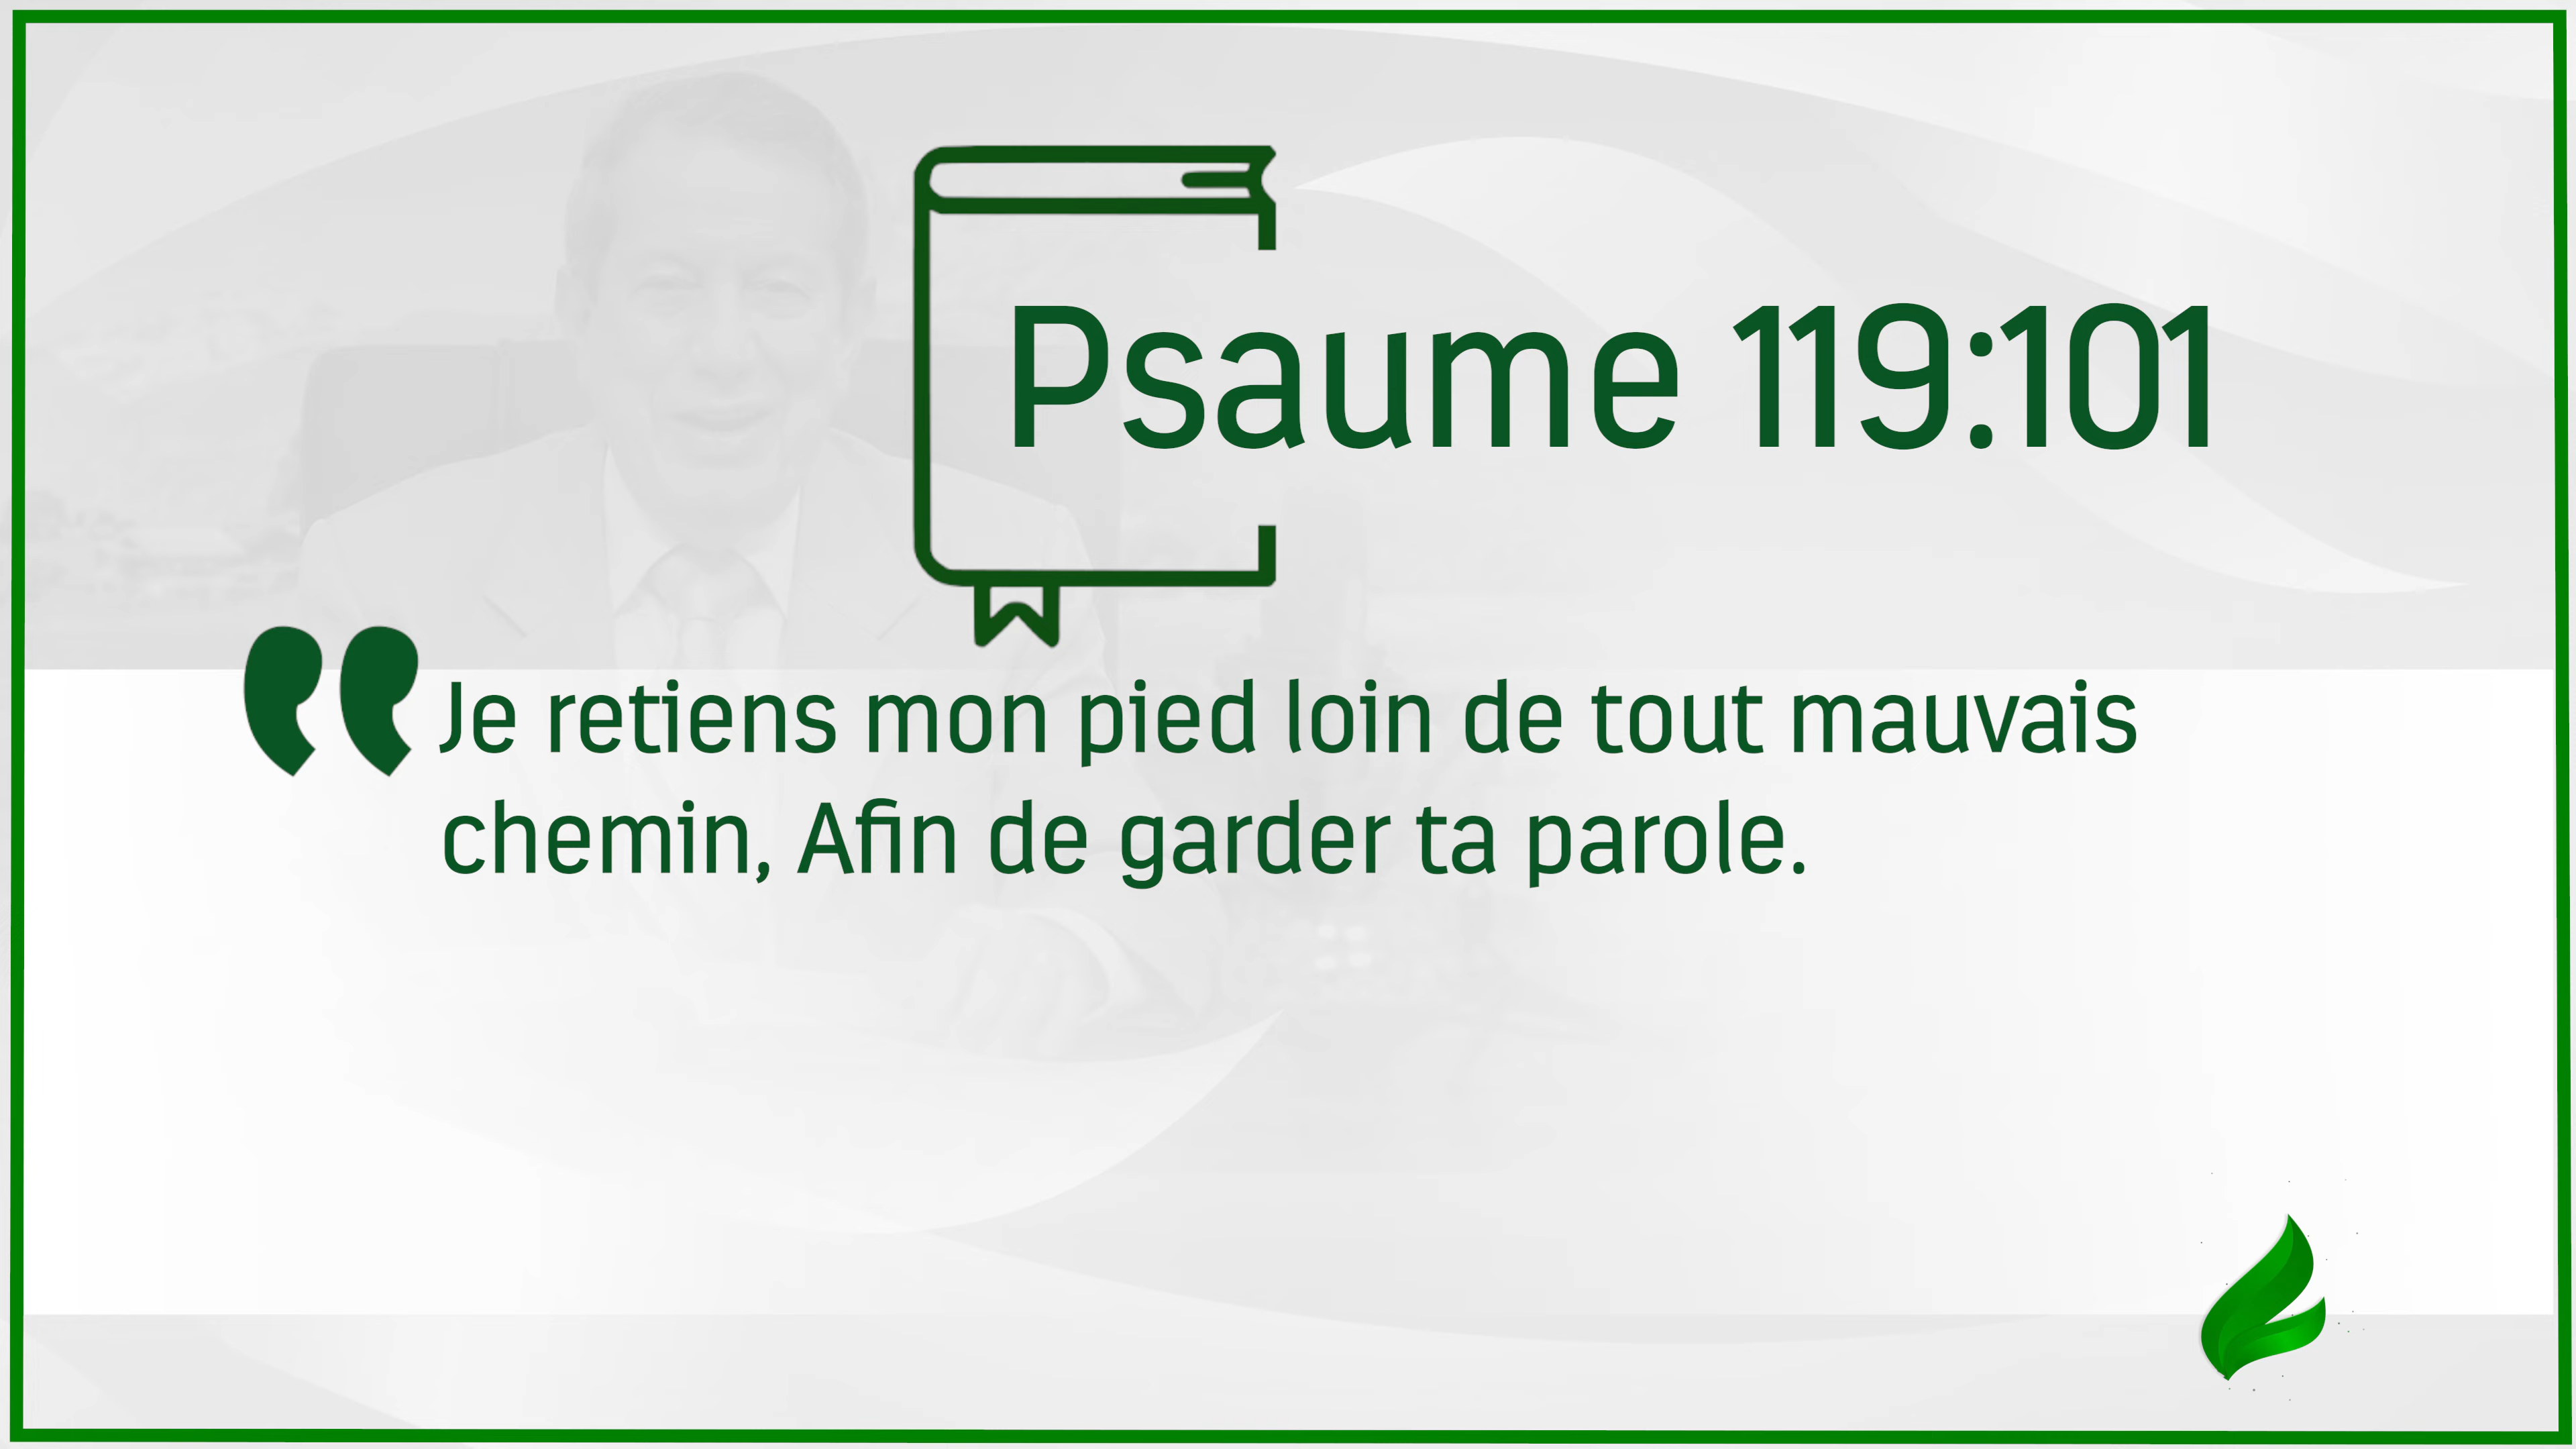 Psaume 119:101
Je retiens mon pied loin de tout mauvais
chemin, Afin de garder ta parole.